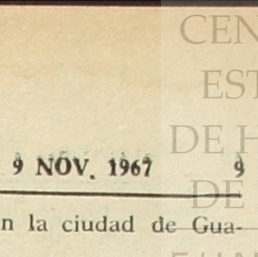 CEN
EST
DE H
9 NOV. 1967 9
DE
n la ciudad de Gua-